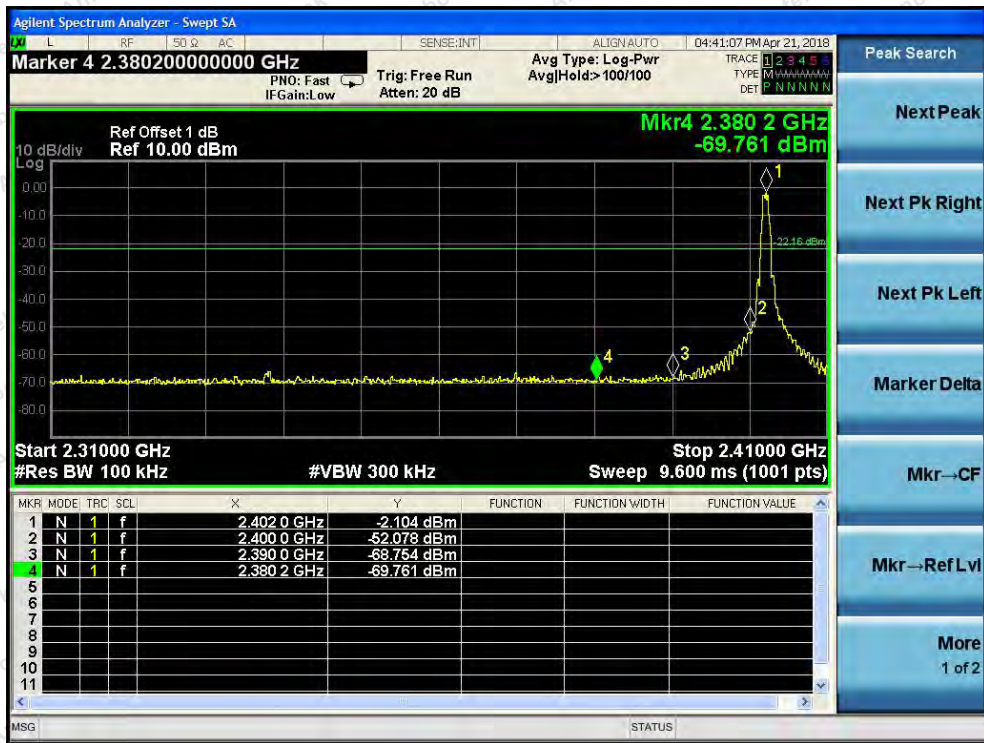 Agilent Spectrum Analyzer - Swept SA
LXI L RF 50 Ω AC SENSE:INT ALIGNAUTO 04:41:07 PM Apr 21, 2018
Marker 4 2.380200000000 GHz
PNO: Fast
IFGain:Low
Trig: Free Run
Atten: 20 dB
Avg Type: Log-Pwr
Avg|Hold:>100/100
TRACE 1 2 3 4 5 6
TYPE M
DET P N N N N N
Peak Search
Next Peak
Next Pk Right
Next Pk Left
Marker Delta
Mkr→CF
Mkr→Ref Lvl
More
1 of 2
Mkr4 2.380 2 GHz
-69.761 dBm
Ref Offset 1 dB
10 dB/div Ref 10.00 dBm
Log
0.00
-10.0
-20.0
-30.0
-40.0
-50.0
-60.0
-70.0
-80.0
1
-22.16 dBm
2
3
4
Start 2.31000 GHz Stop 2.41000 GHz
#Res BW 100 kHz #VBW 300 kHz Sweep 9.600 ms (1001 pts)
MKR MODE TRC SCL X Y FUNCTION FUNCTION WIDTH FUNCTION VALUE
1 N 1 f 2.402 0 GHz -2.104 dBm
2 N 1 f 2.400 0 GHz -52.078 dBm
3 N 1 f 2.390 0 GHz -68.754 dBm
4 N 1 f 2.380 2 GHz -69.761 dBm
5
6
7
8
9
10
11
MSG STATUS